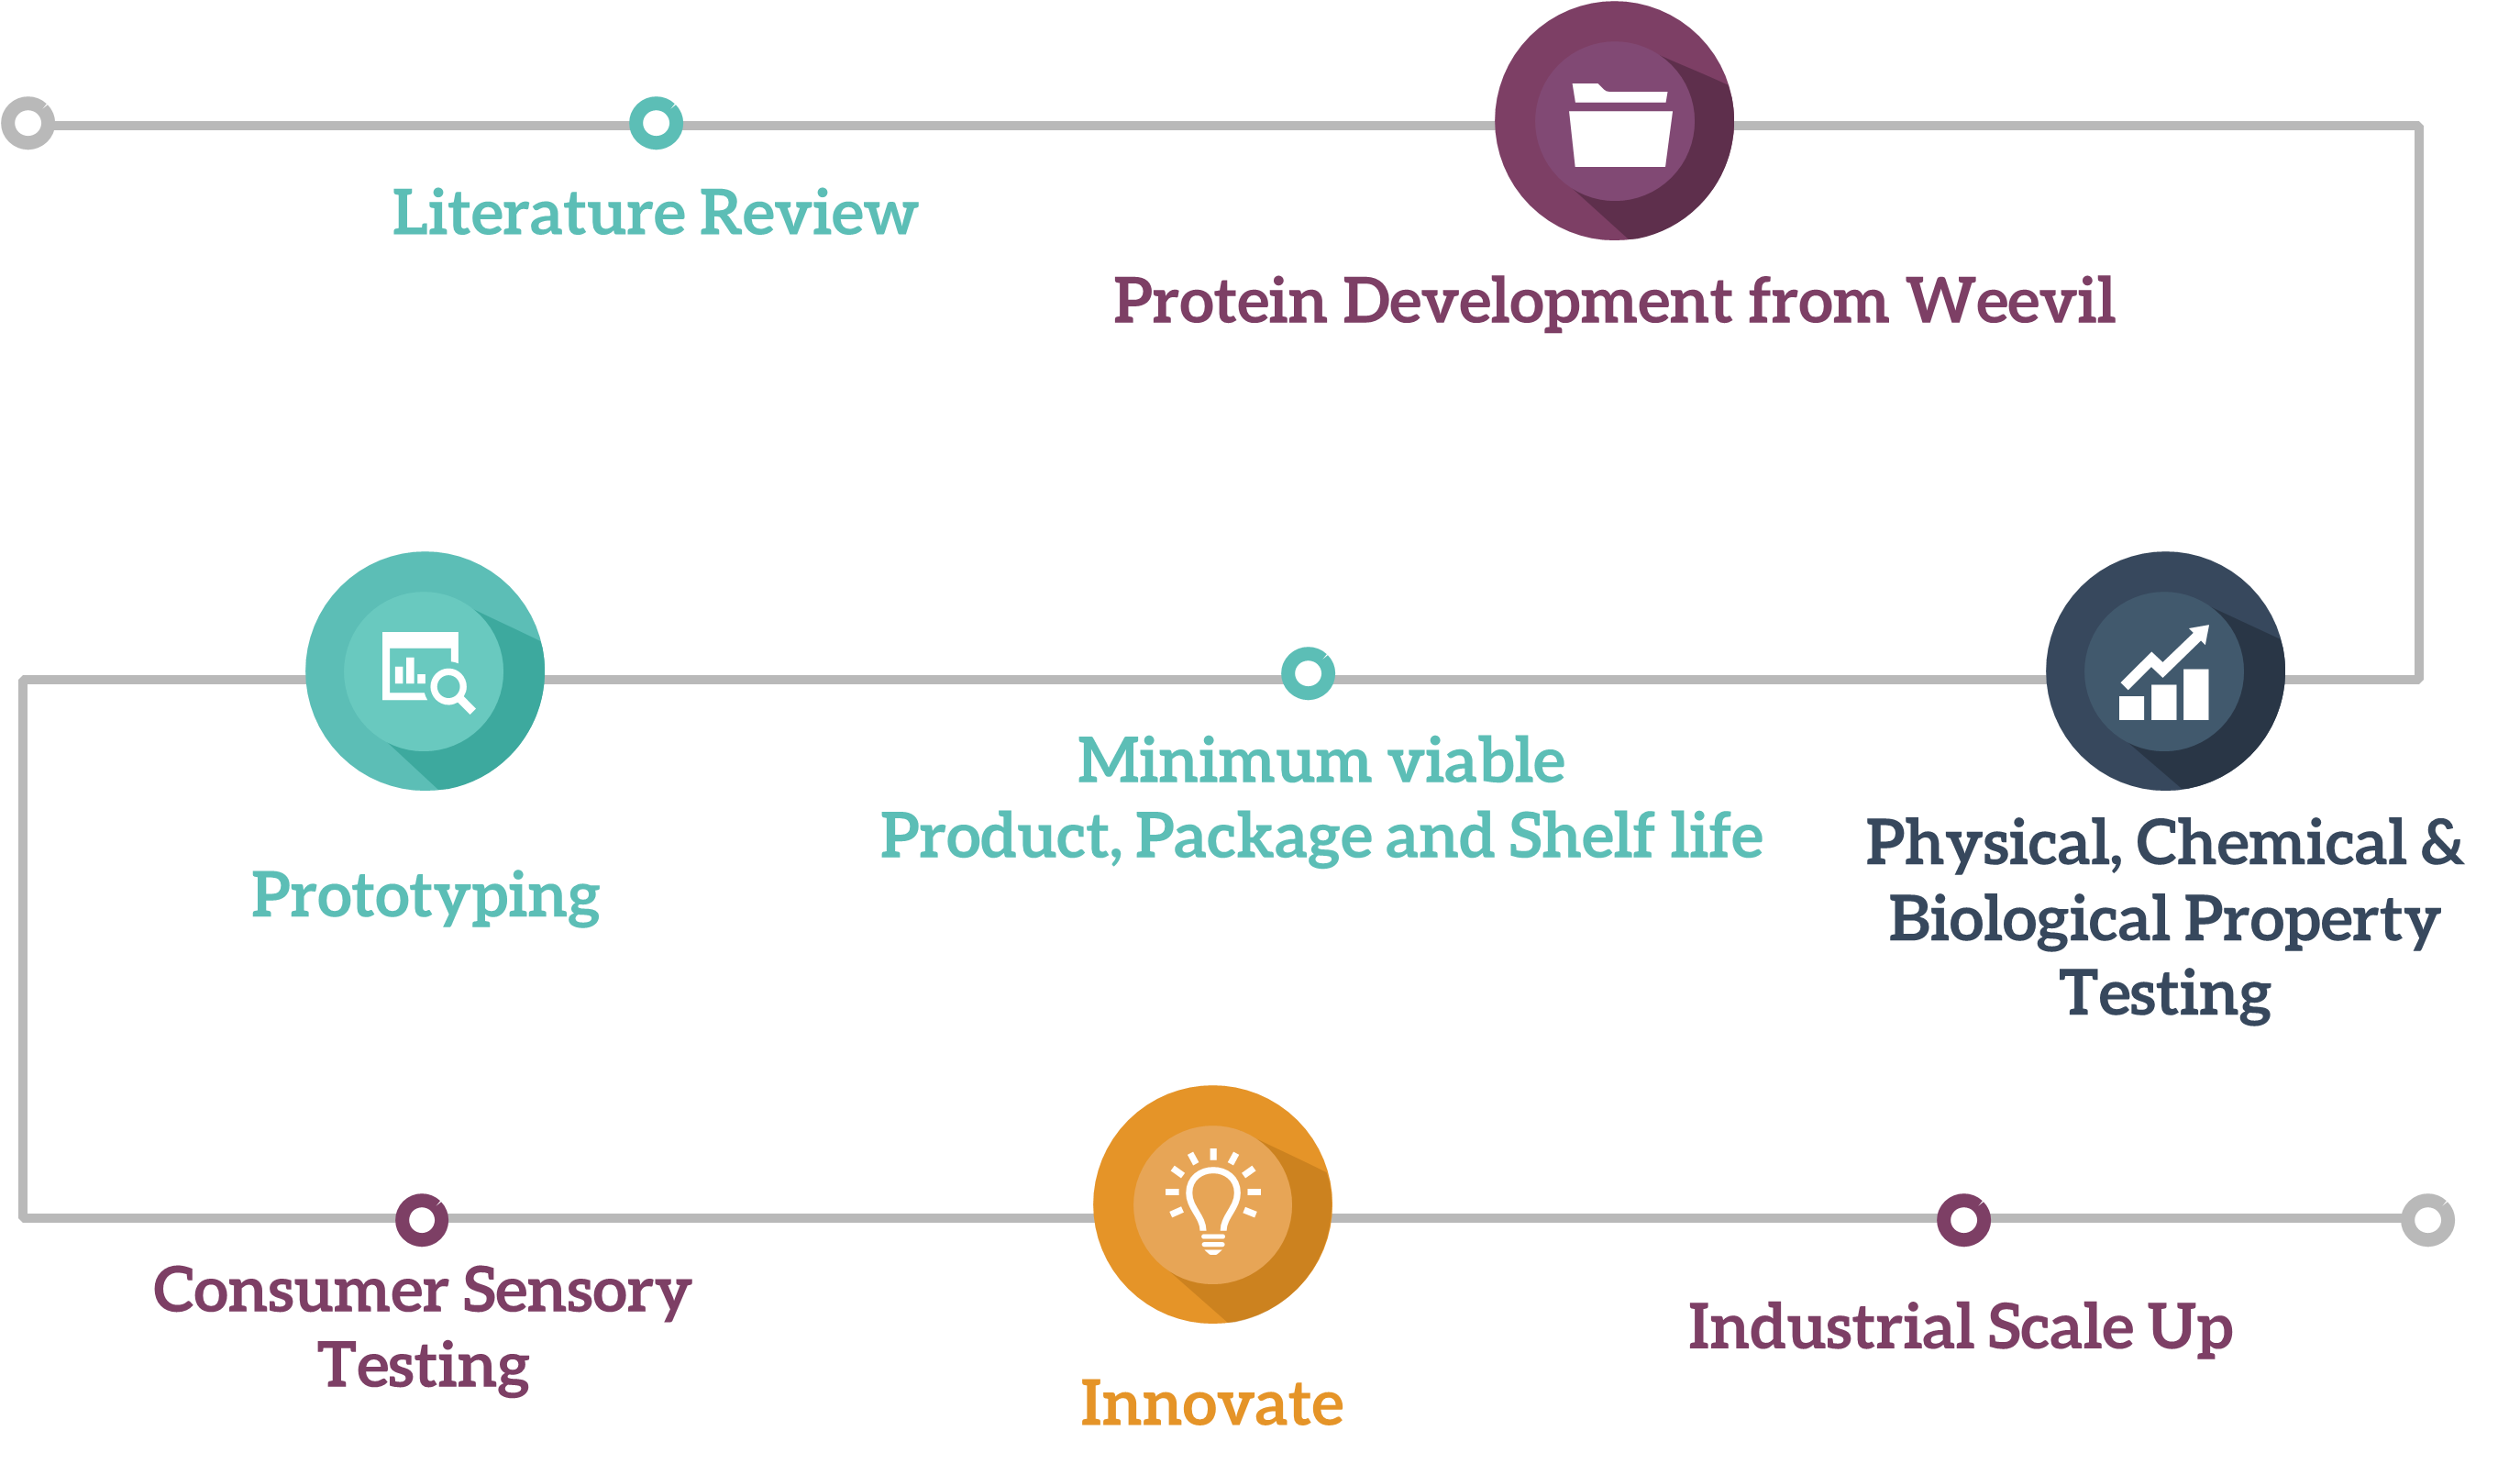 Literature Review
Protein Development from Weevil
Minimum viable
Product, Package and Shelf life
Physical, Chemical &
Biological Property
Testing
Prototyping
Consumer Sensory
Testing
Innovate
Industrial Scale Up